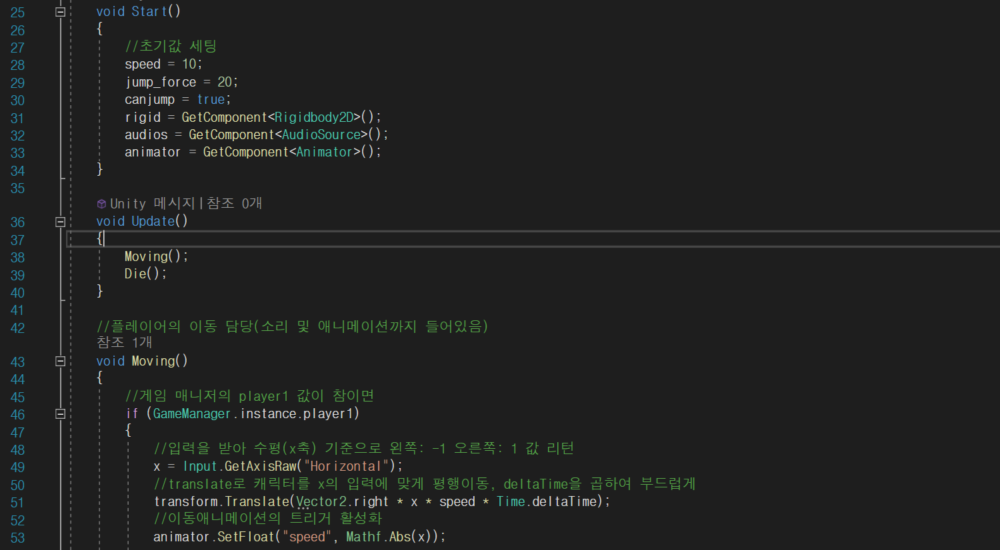 25 void Start()
26 {
27 //초기값 세팅
28 speed = 10;
29 jump_force = 20;
30 canjump = true;
31 rigid = GetComponent<Rigidbody2D>();
32 audios = GetComponent<AudioSource>();
33 animator = GetComponent<Animator>();
34 }
35
Unity 메시지|참조 0개
36 void Update()
37 {
38 Moving();
39 Die();
40 }
41
42 //플레이어의 이동 담당(소리 및 애니메이션까지 들어있음)
참조 1개
43 void Moving()
44 {
45 //게임 매니저의 player1 값이 참이면
46 if (GameManager.instance.player1)
47 {
48 //입력을 받아 수평(x축) 기준으로 왼쪽: -1 오른쪽: 1 값 리턴
49 x = Input.GetAxisRaw("Horizontal");
50 //translate로 캐릭터를 x의 입력에 맞게 평행이동, deltaTime을 곱하여 부드럽게
51 transform.Translate(Vector2.right * x * speed * Time.deltaTime);
52 //이동애니메이션의 트리거 활성화
53 animator.SetFloat("speed", Mathf.Abs(x));